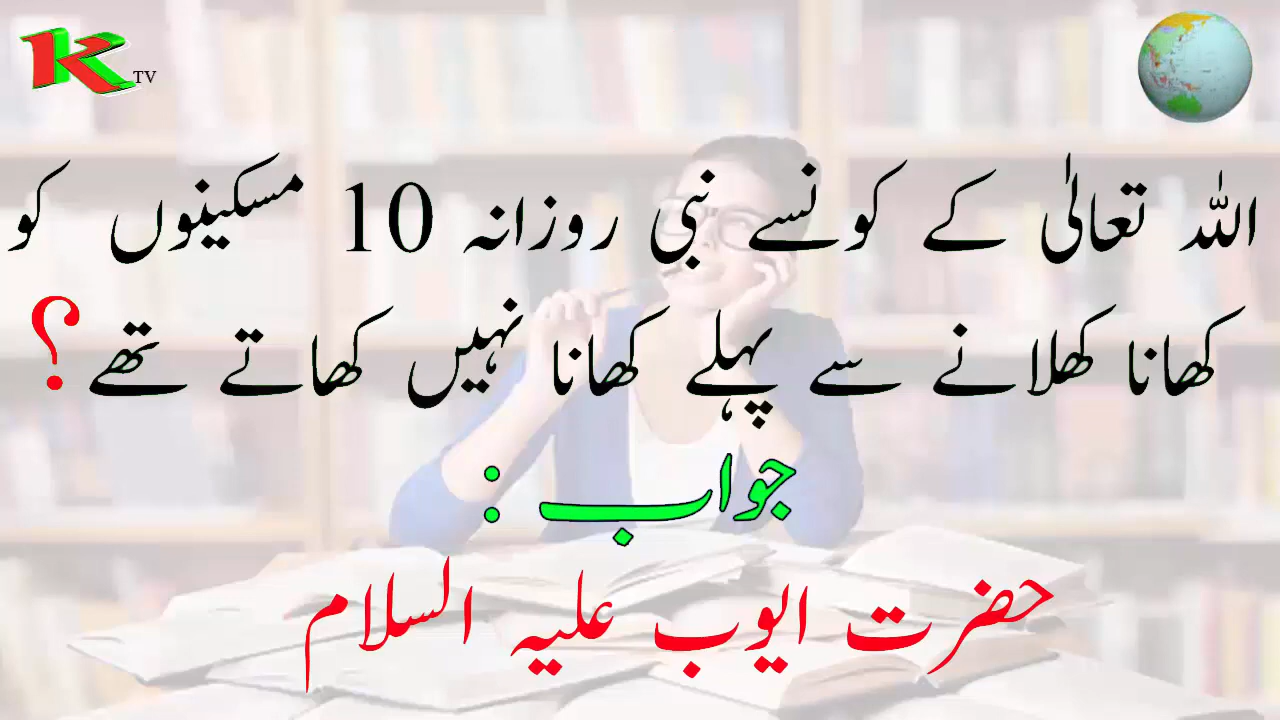 K TV
اللہ تعالیٰ کے کونسے نبی روزانہ 10 مسکینوں کو
کھانا کھلانے سے پہلے کھانا نہیں کھاتے تھے؟
جواب :
حضرت ایوب علیہ السلام